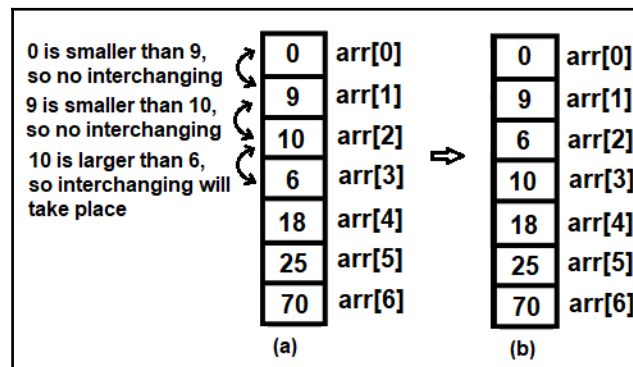 0 is smaller than 9,
so no interchanging
9 is smaller than 10,
so no interchanging
10 is larger than 6,
so interchanging will
take place
0 arr[0]
9 arr[1]
10 arr[2]
6 arr[3]
18 arr[4]
25 arr[5]
70 arr[6]
(a)
0 arr[0]
9 arr[1]
6 arr[2]
10 arr[3]
18 arr[4]
25 arr[5]
70 arr[6]
(b)